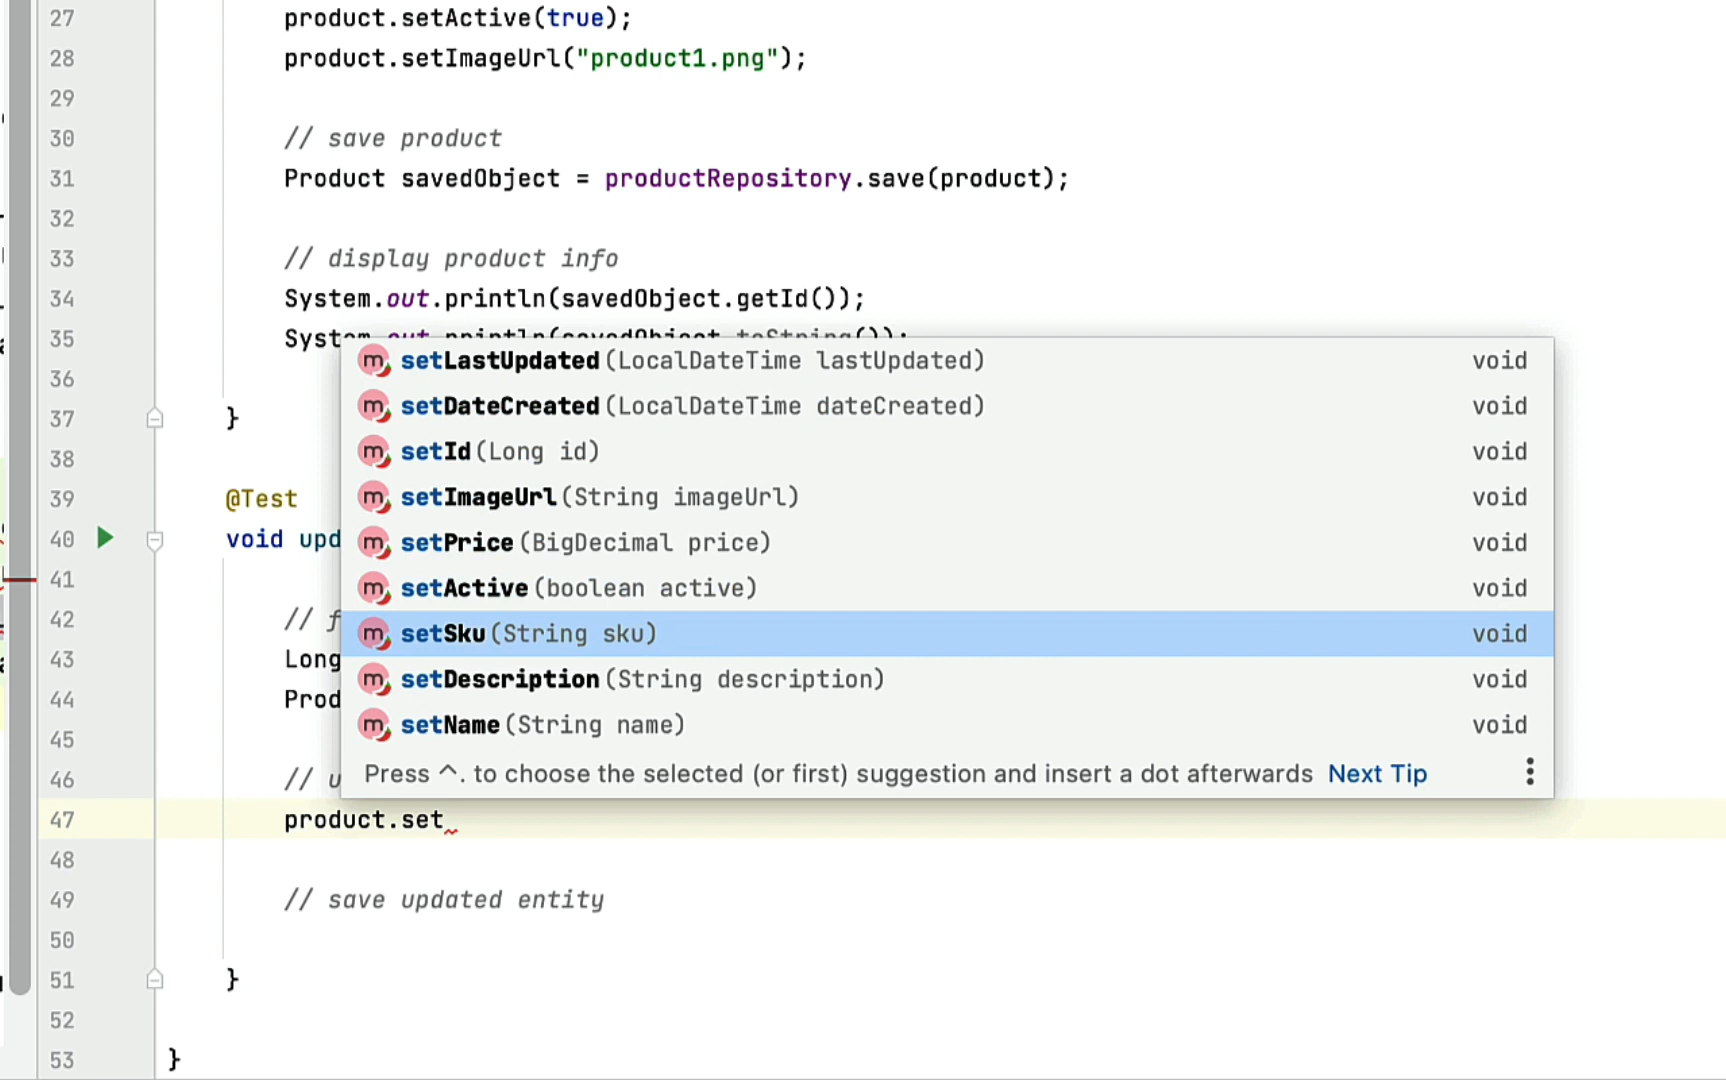 27 product.setActive(true);
28 product.setImageUrl("product1.png");
29
30 // save product
31 Product savedObject = productRepository.save(product);
32
33 // display product info
34 System.out.println(savedObject.getId());
35 System.out.println(savedObject.toString());
36
setLastUpdated(LocalDateTime lastUpdated) void
37 }
setDateCreated(LocalDateTime dateCreated) void
38
setId(Long id) void
39 @Test
setImageUrl(String imageUrl) void
40 void upd
setPrice(BigDecimal price) void
41
setActive(boolean active) void
42 // f
setSku(String sku) void
43 Long
setDescription(String description) void
44 Prod
setName(String name) void
45
46 // u
Press ^. to choose the selected (or first) suggestion and insert a dot afterwards Next Tip
47 product.set
48
49 // save updated entity
50
51 }
52
53 }